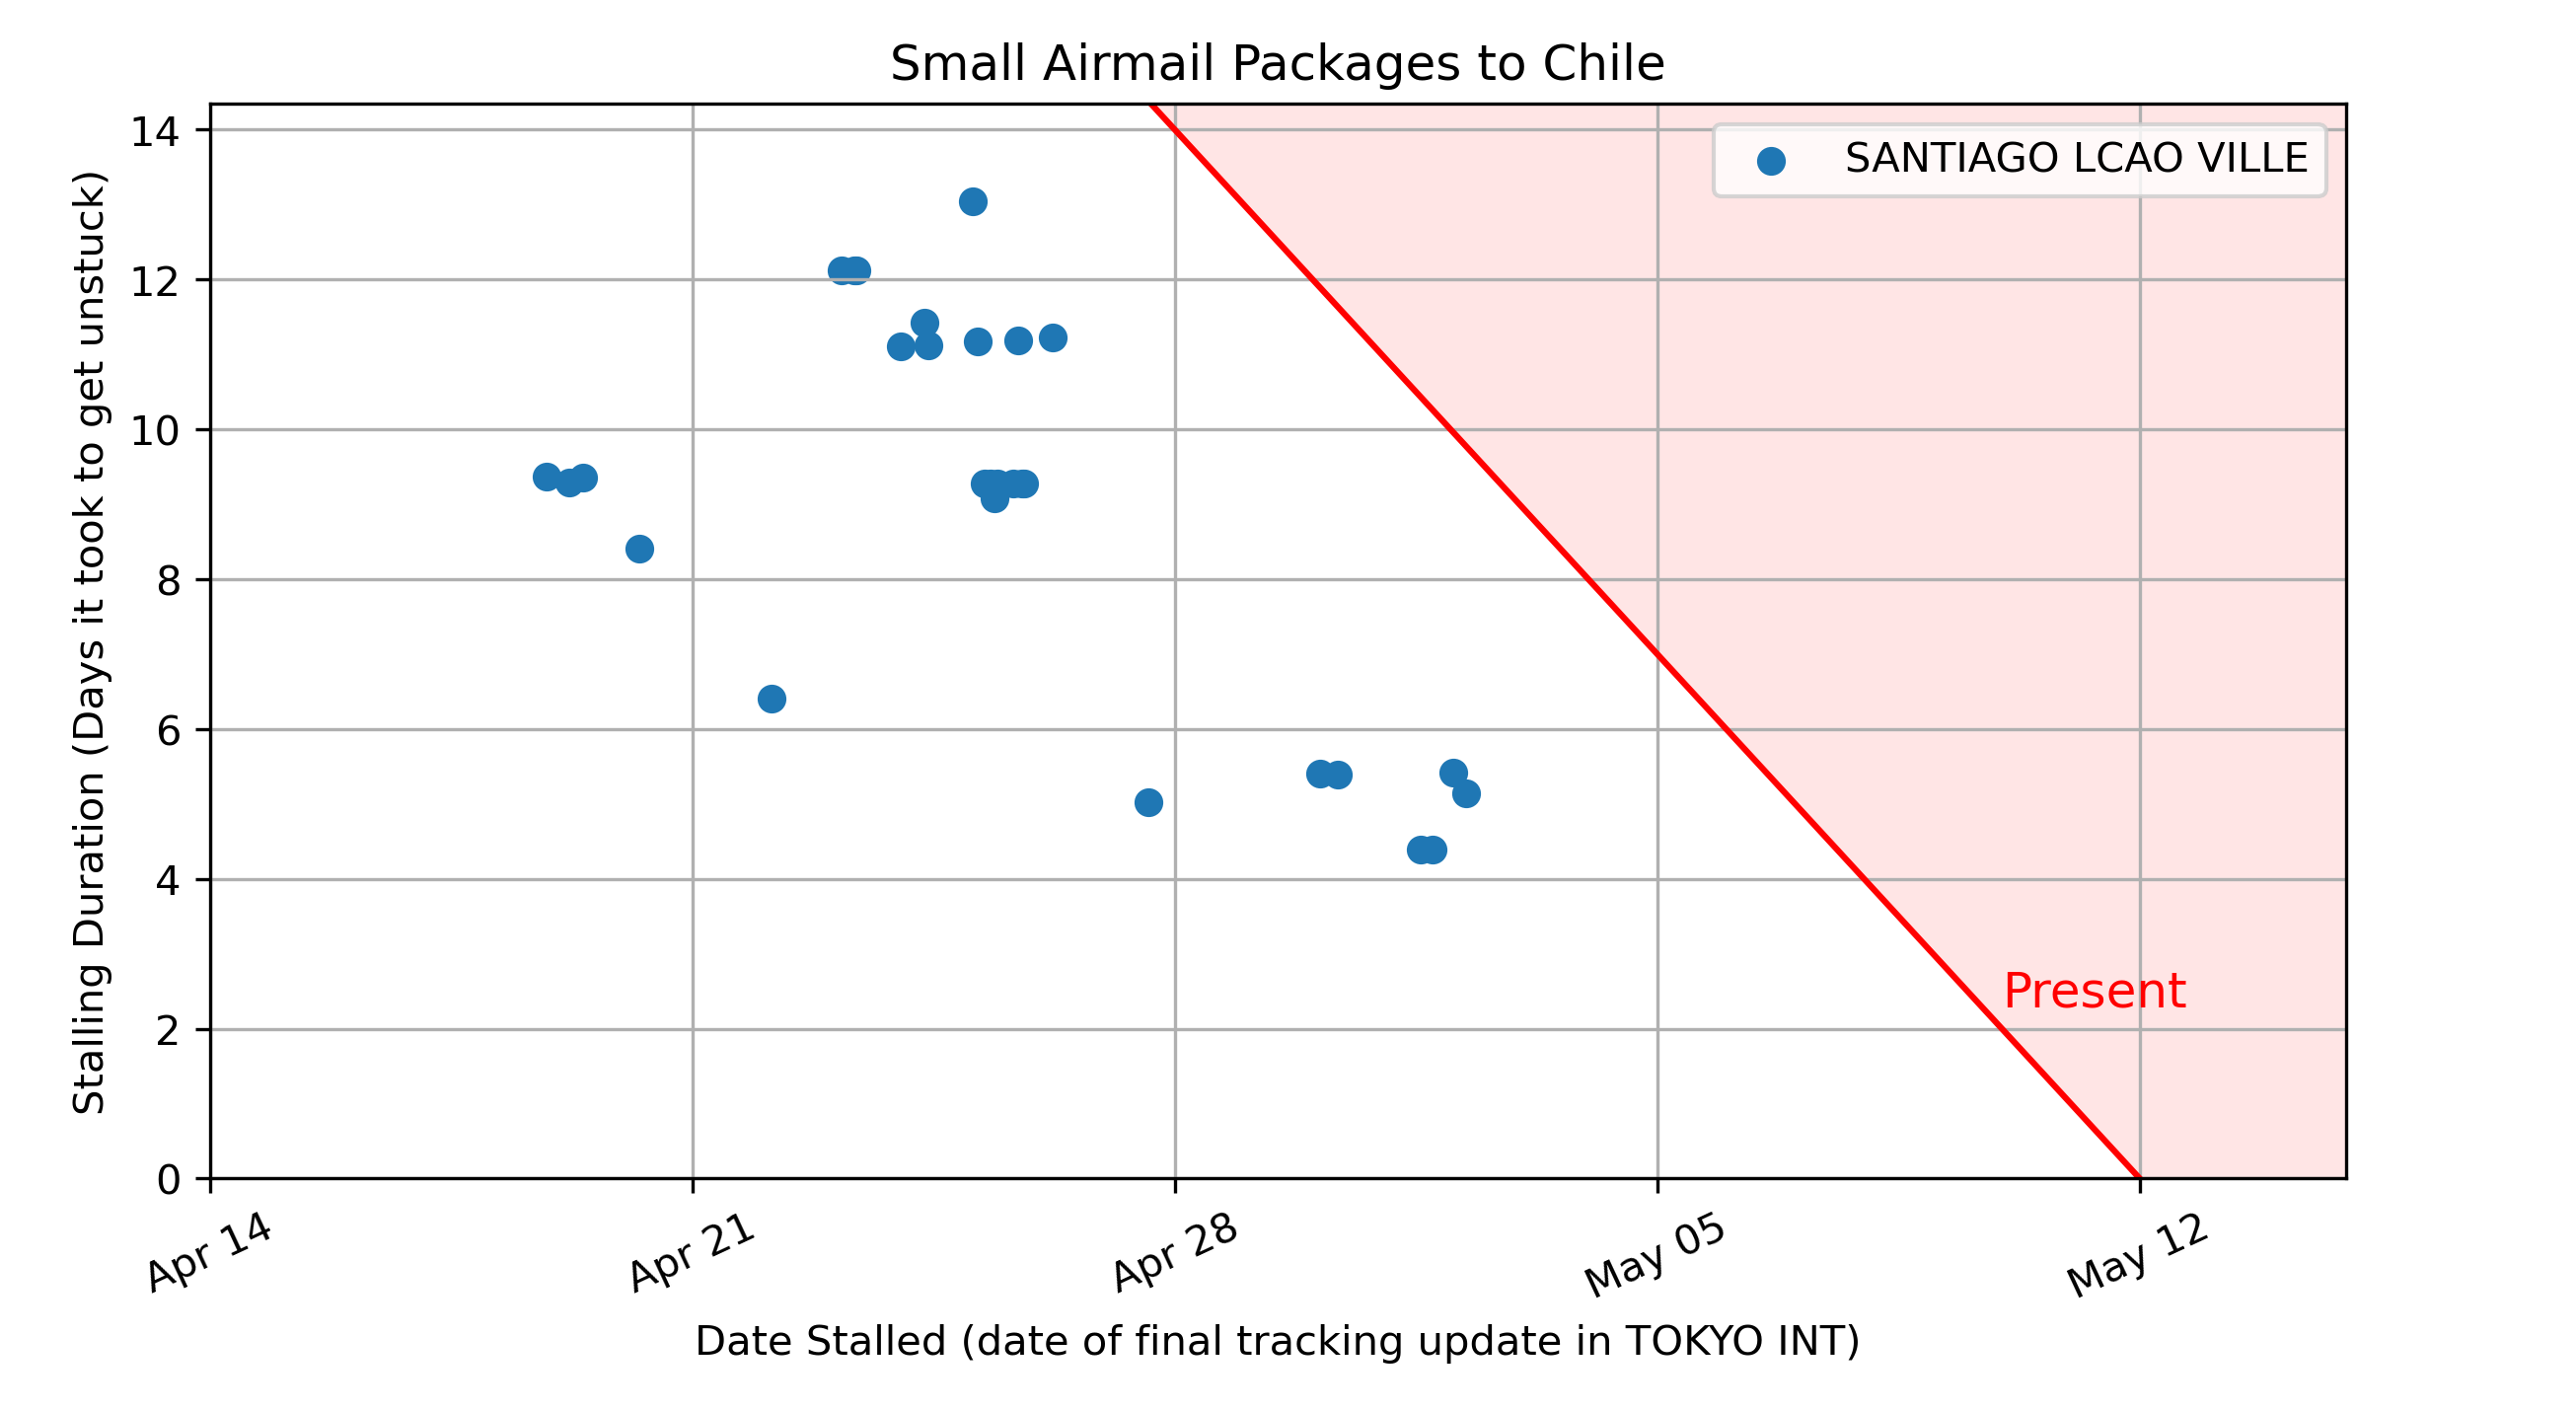 Small Airmail Packages to Chile
SANTIAGO LCAO VILLE
Stalling Duration (Days it took to get unstuck)
14
12
10
8
6
4
2
0
Present
Apr 14
Apr 21
Apr 28
May 05
May 12
Date Stalled (date of final tracking update in TOKYO INT)